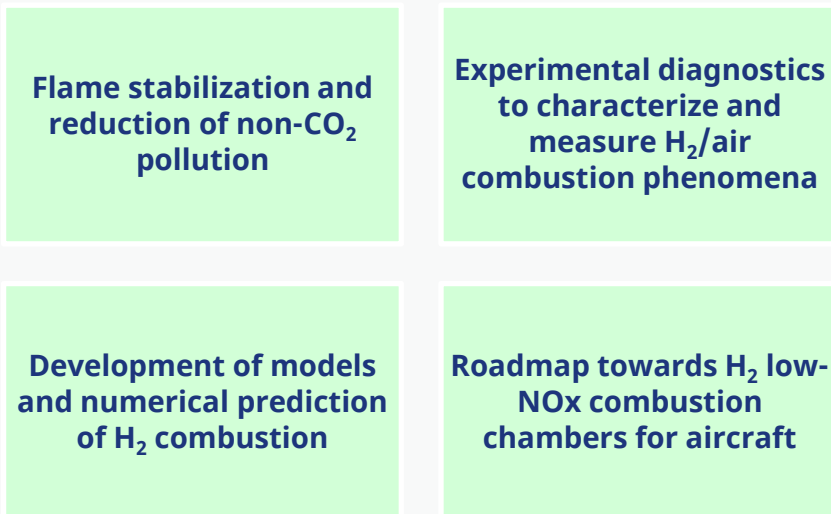 Flame stabilization and
reduction of non-CO₂
pollution
Experimental diagnostics
to characterize and
measure H₂/air
combustion phenomena
Development of models
and numerical prediction
of H₂ combustion
Roadmap towards H₂ low-
NOx combustion
chambers for aircraft